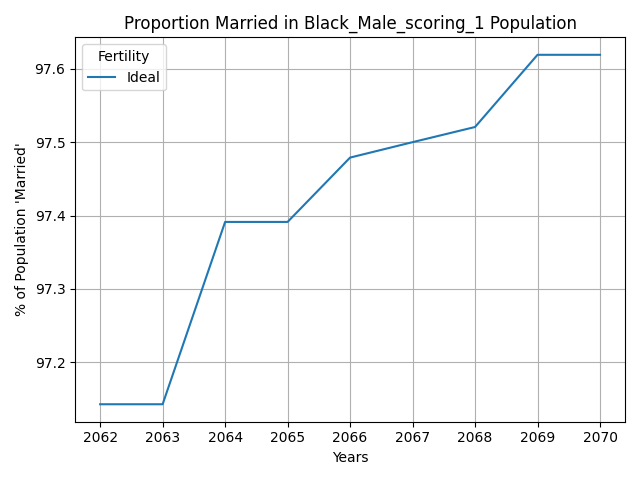 Proportion Married in Black_Male_scoring_1 Population
Fertility
Ideal
97.6
97.5
97.4
97.3
97.2
% of Population 'Married'
2062 2063 2064 2065 2066 2067 2068 2069 2070
Years